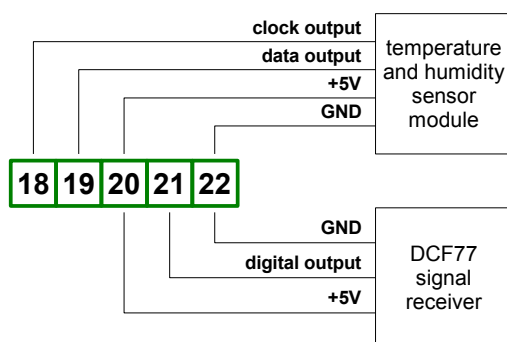 clock output
data output
+5V
GND
temperature
and humidity
sensor
module
18 19 20 21 22
GND
digital output
+5V
DCF77
signal
receiver